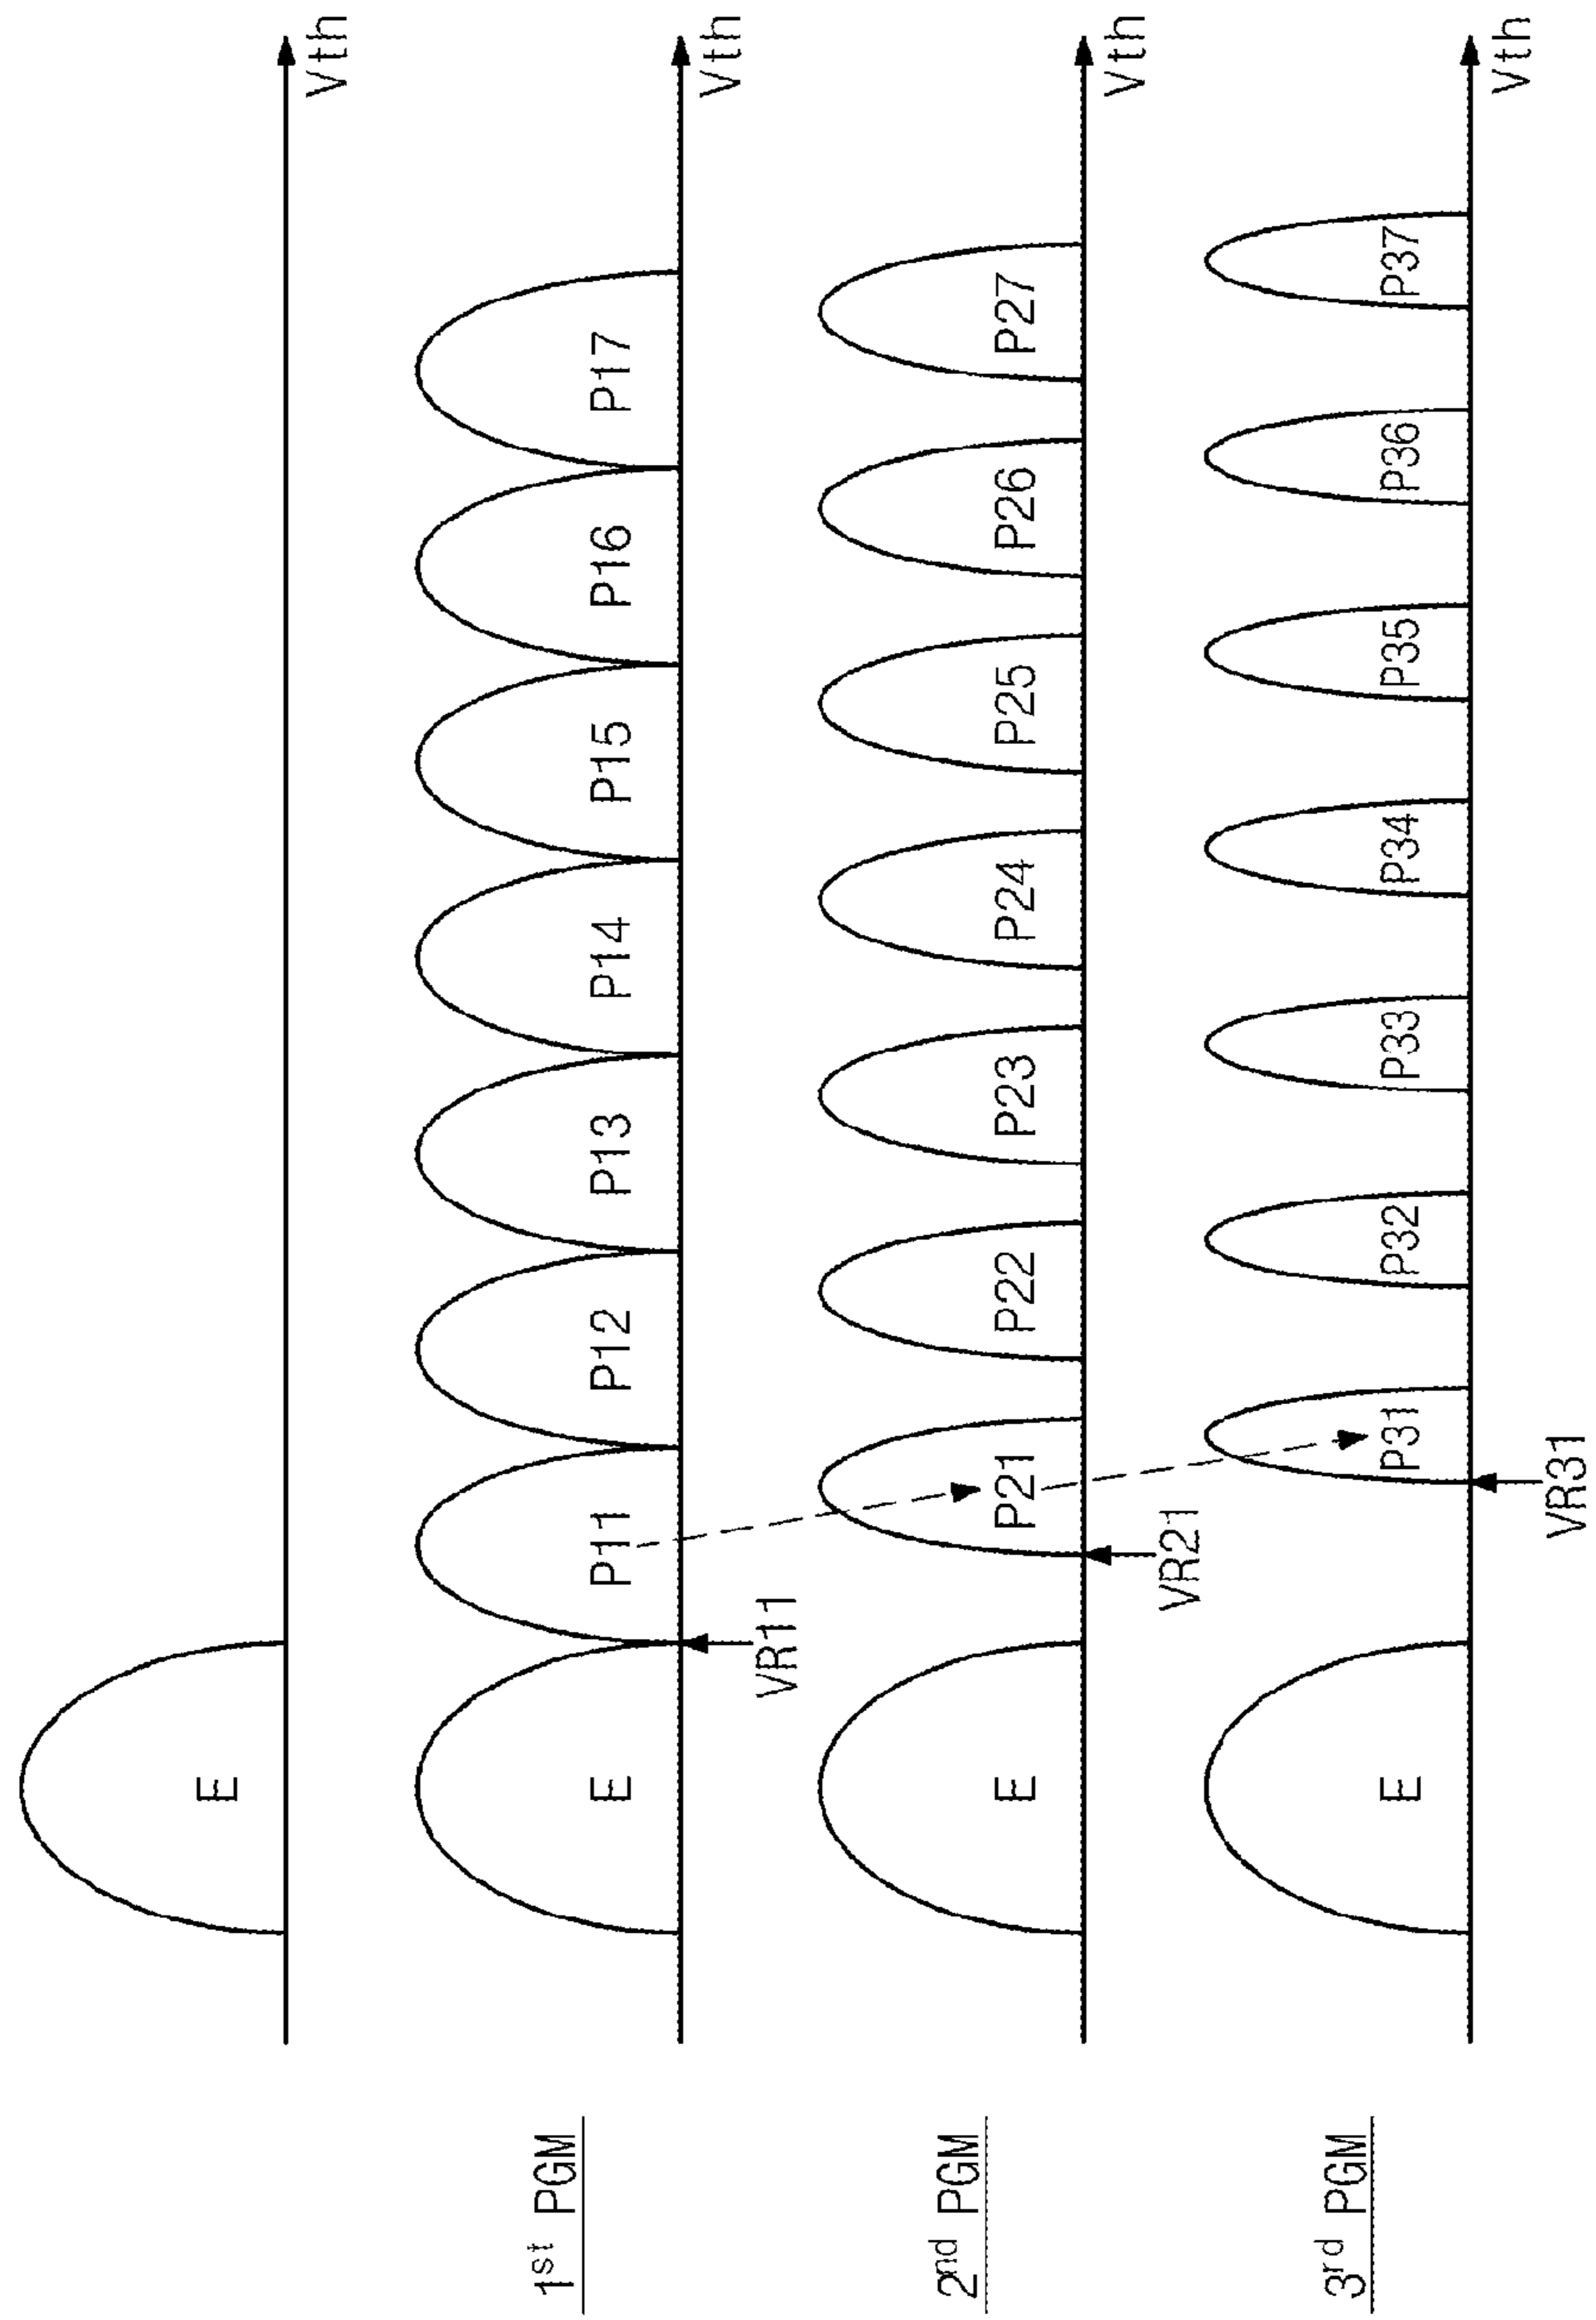 E
Vth
1st PGM
E P11 P12 P13 P14 P15 P16 P17
Vth
VR11
2nd PGM
E P21 P22 P23 P24 P25 P26 P27
Vth
VR21
3rd PGM
E P31 P32 P33 P34 P35 P36 P37
Vth
VR31